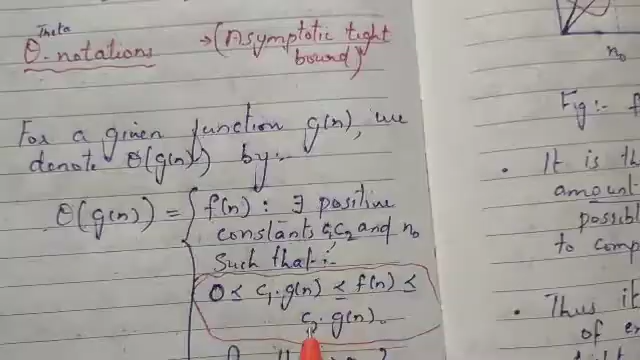 Theta
Θ-notations → (Asymptotic tight
bound)
For a given function g(n), we
denote Θ(g(n)) by:-
Θ(g(n)) = { f(n) : ∃ positive
constants c₁,c₂ and n₀
Such that :-
0 ≤ c₁.g(n) ≤ f(n) ≤
c₂.g(n).
n₀
Fig:- f
• It is th
amount
possibl
to comp
• Thus it
of e